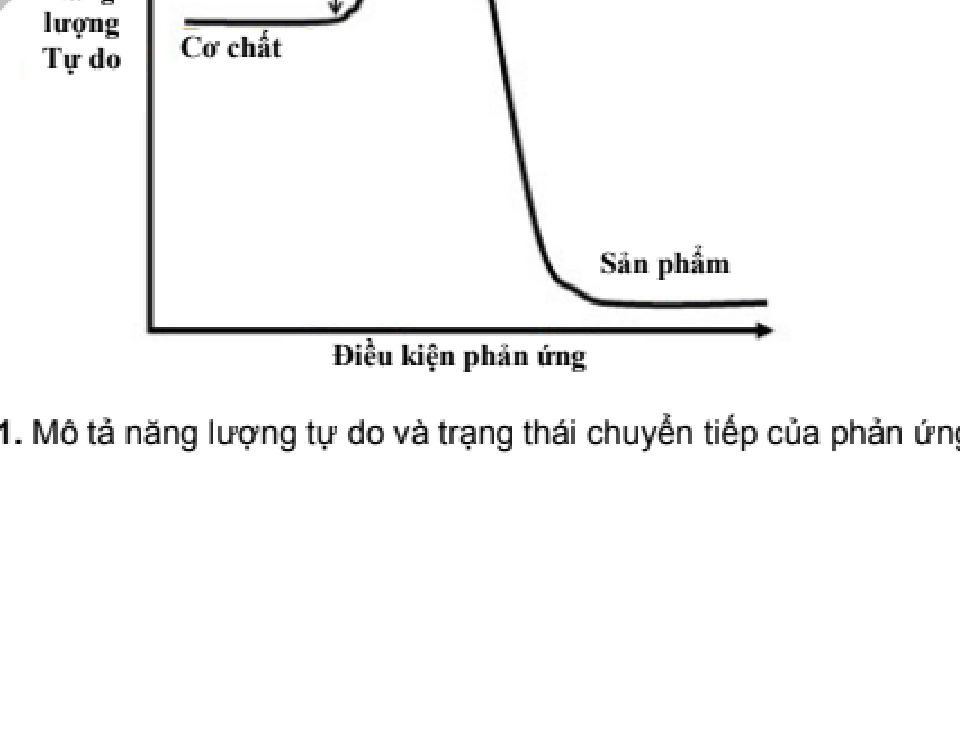 lượng
Tự do
Cơ chất
Sản phẩm
Điều kiện phản ứng
1. Mô tả năng lượng tự do và trạng thái chuyển tiếp của phản ứng